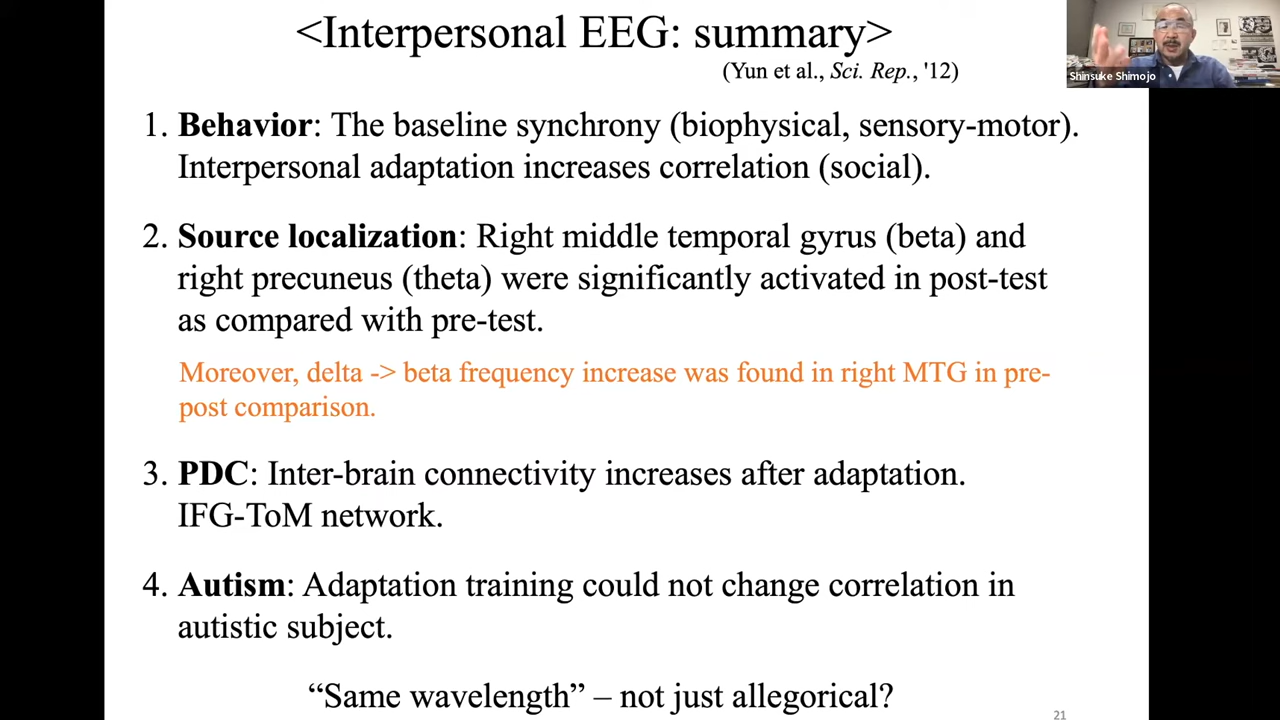 <Interpersonal EEG: summary>
(Yun et al., Sci. Rep., '12)
Shinsuke Shimojo
1. Behavior: The baseline synchrony (biophysical, sensory-motor).
Interpersonal adaptation increases correlation (social).
2. Source localization: Right middle temporal gyrus (beta) and
right precuneus (theta) were significantly activated in post-test
as compared with pre-test.
Moreover, delta -> beta frequency increase was found in right MTG in pre-
post comparison.
3. PDC: Inter-brain connectivity increases after adaptation.
IFG-ToM network.
4. Autism: Adaptation training could not change correlation in
autistic subject.
“Same wavelength” – not just allegorical?
21